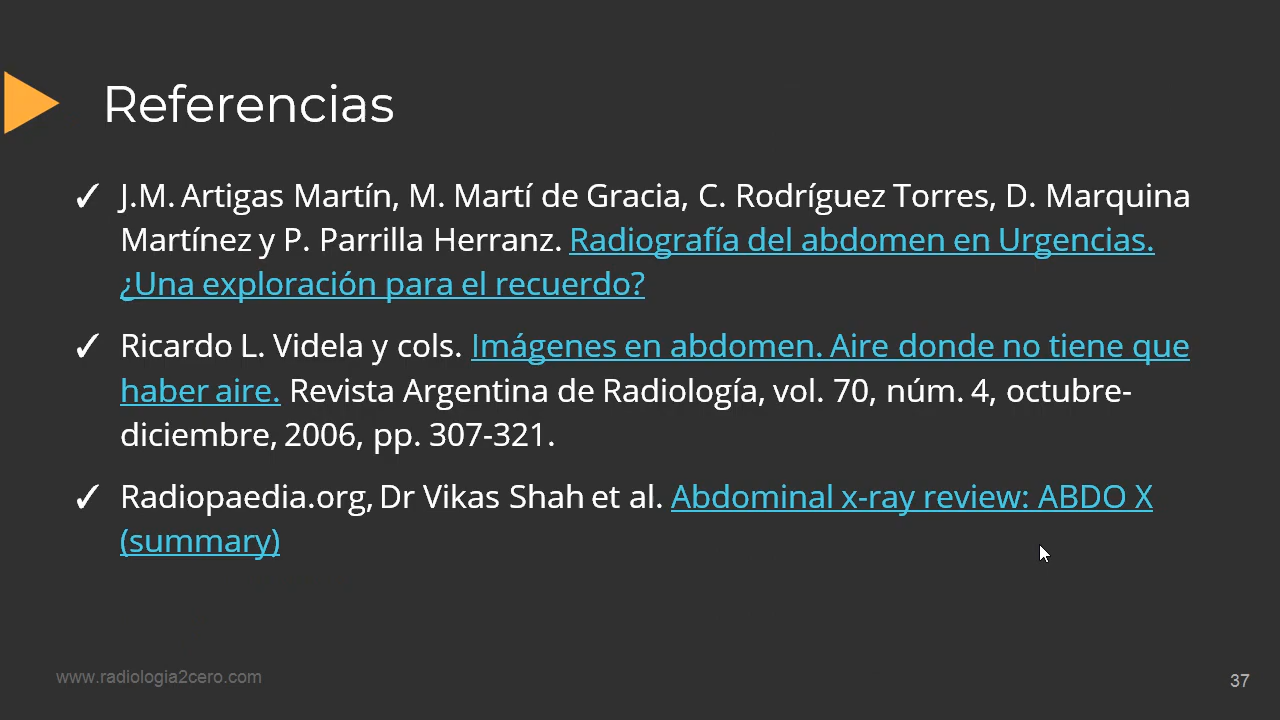 Referencias
✓ J.M. Artigas Martín, M. Martí de Gracia, C. Rodríguez Torres, D. Marquina
Martínez y P. Parrilla Herranz. Radiografía del abdomen en Urgencias.
¿Una exploración para el recuerdo?
✓ Ricardo L. Videla y cols. Imágenes en abdomen. Aire donde no tiene que
haber aire. Revista Argentina de Radiología, vol. 70, núm. 4, octubre-
diciembre, 2006, pp. 307-321.
✓ Radiopaedia.org, Dr Vikas Shah et al. Abdominal x-ray review: ABDO X
(summary)
www.radiologia2cero.com
37